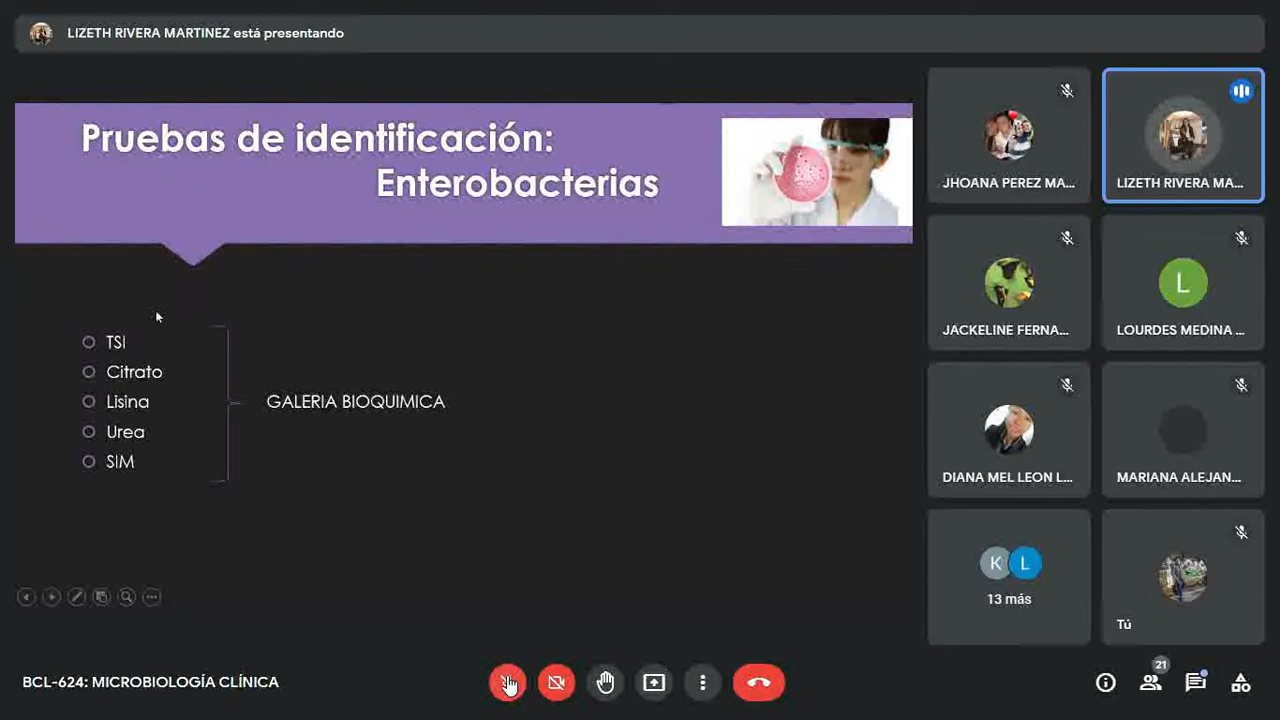 LIZETH RIVERA MARTINEZ está presentando
Pruebas de identificación:
Enterobacterias
TSI
Citrato
Lisina
Urea
SIM
GALERIA BIOQUIMICA
JHOANA PEREZ MA...
LIZETH RIVERA MA...
JACKELINE FERNA...
L
LOURDES MEDINA ...
DIANA MEL LEON L...
MARIANA ALEJAN...
K L
13 más
Tú
BCL-624: MICROBIOLOGÍA CLÍNICA
21